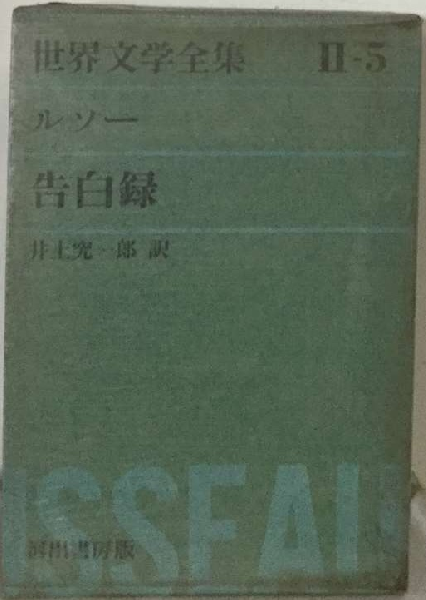 世界文学全集 II-5
ルソー
告白録
井上究一郎 訳
USSEAU
河出書房版